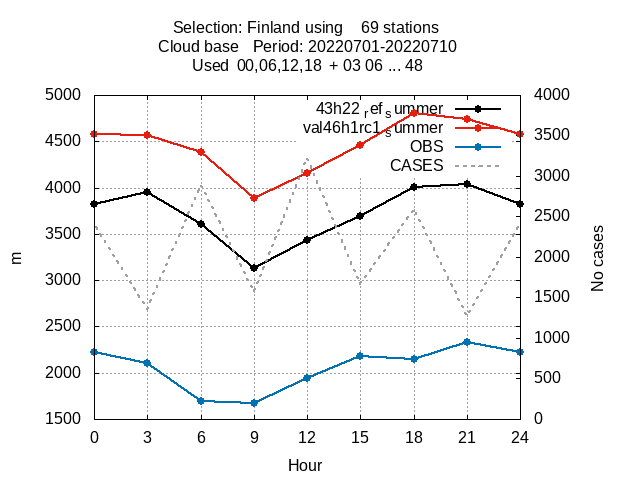 Selection: Finland using 69 stations
Cloud base Period: 20220701-20220710
Used 00,06,12,18 + 03 06 ... 48
5000
4500
4000
3500
3000
2500
2000
1500
m
4000
3500
3000
2500
2000
1500
1000
500
0
No cases
43h22refsummer
val46h1rc1summer
OBS
CASES
0 3 6 9 12 15 18 21 24
Hour